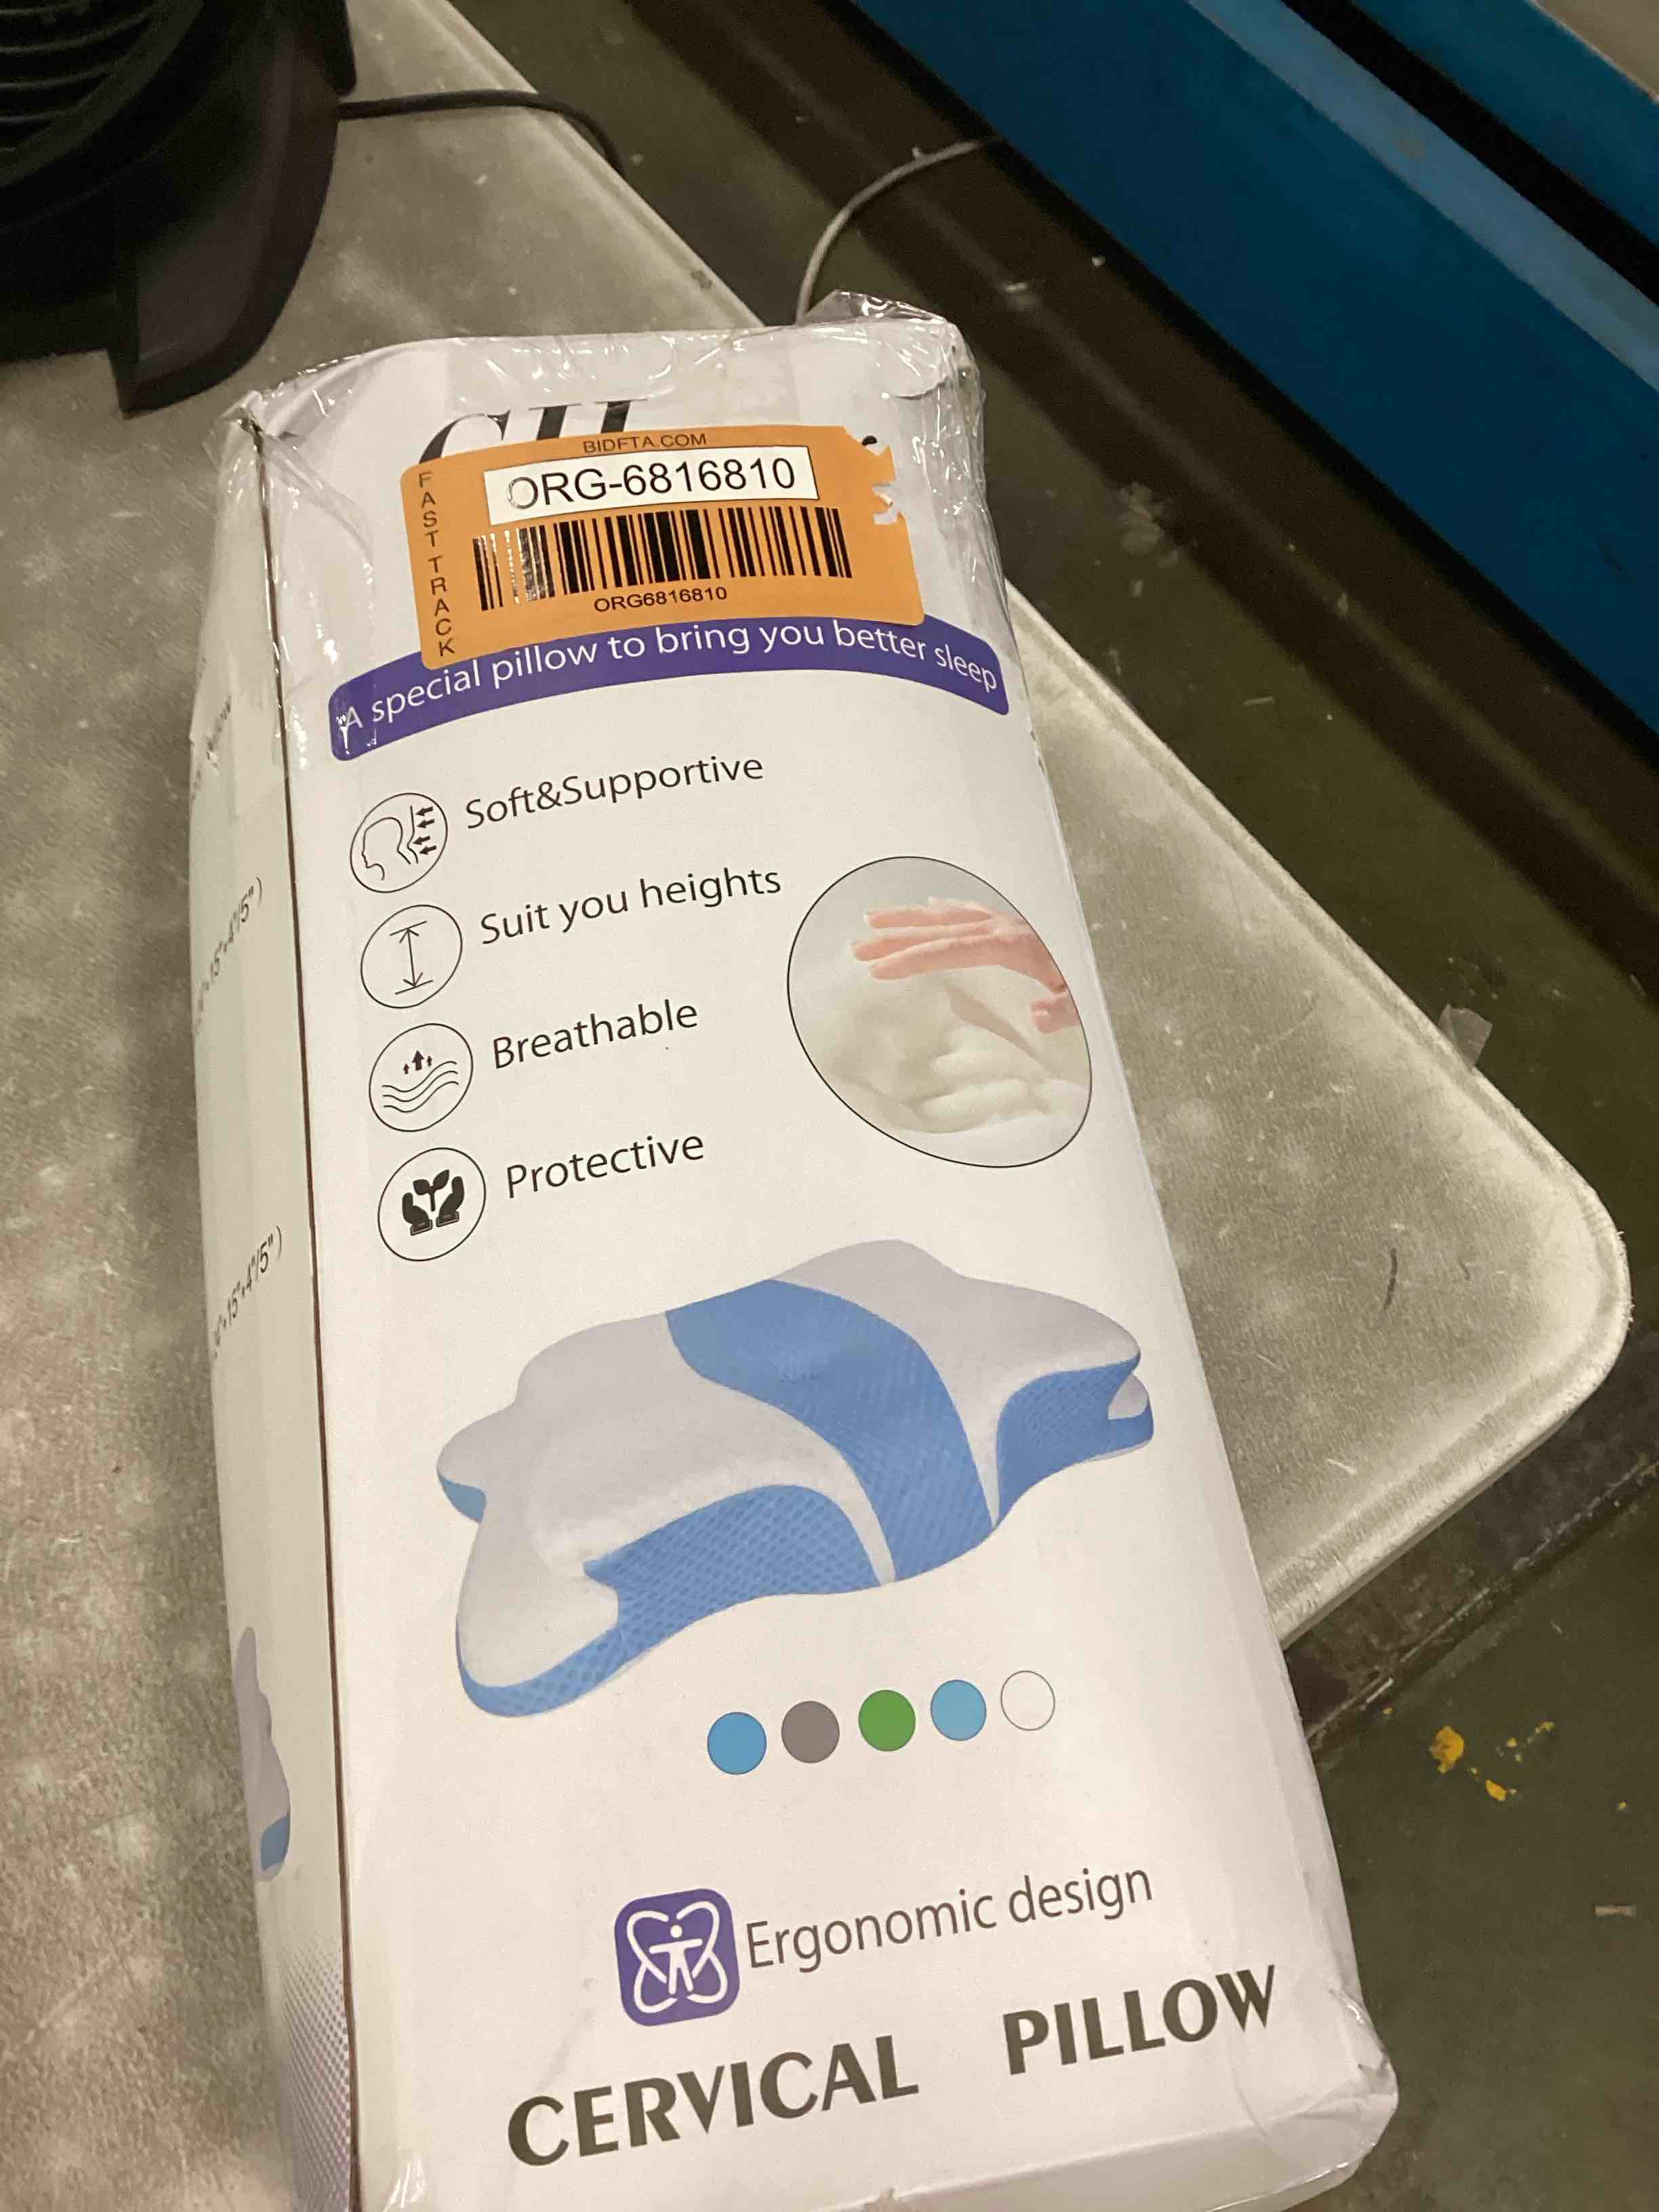 BIDFTA.COM
FAST TRACK
ORG-6816810
ORG6816810
A special pillow to bring you better sleep
Soft&Supportive
Suit you heights
Breathable
Protective
Ergonomic design
CERVICAL PILLOW